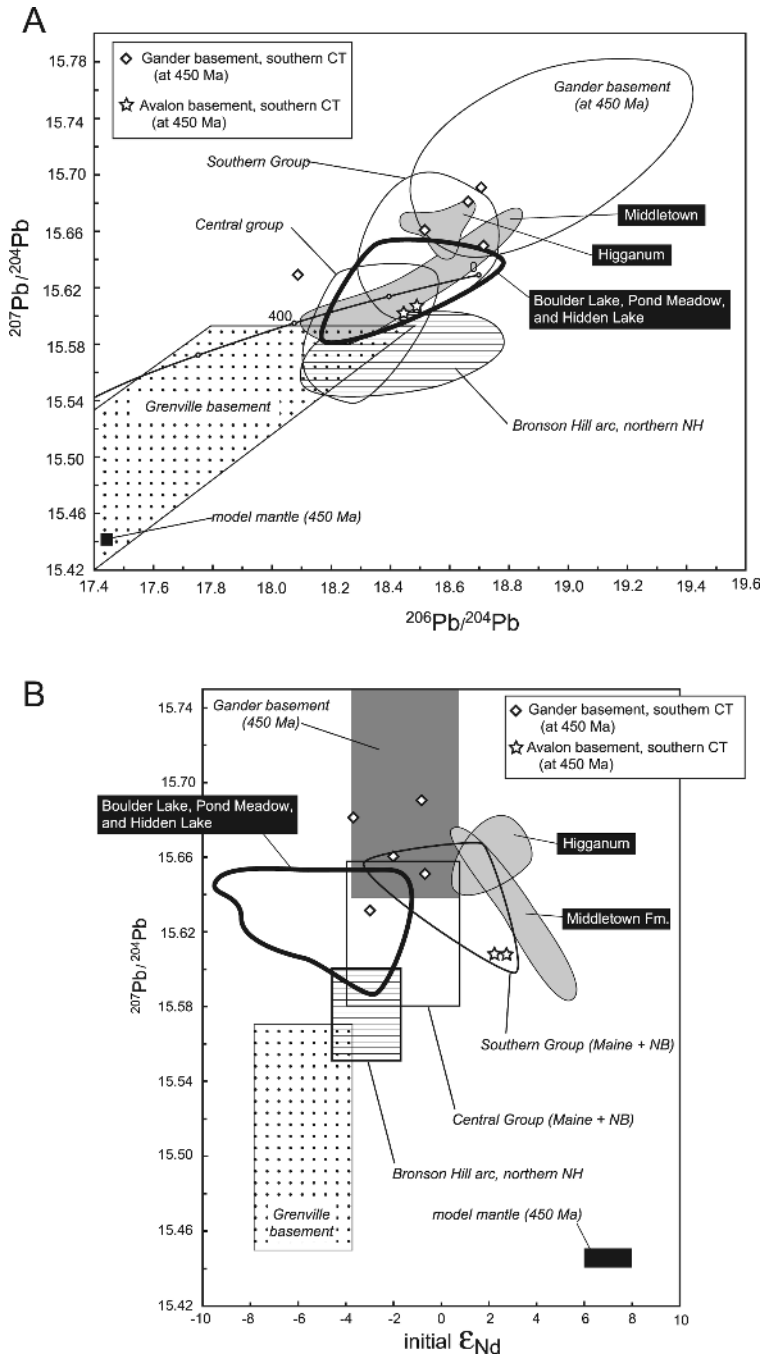 A
15.78
15.74
15.70
15.66
15.62
15.58
15.54
15.50
15.46
15.42
207Pb/204Pb
Gander basement, southern CT
(at 450 Ma)
Avalon basement, southern CT
(at 450 Ma)
Gander basement
(at 450 Ma)
Southern Group
Central group
Middletown
Higganum
0
400
Boulder Lake, Pond Meadow,
and Hidden Lake
Grenville basement
Bronson Hill arc, northern NH
model mantle (450 Ma)
17.4
17.6
17.8
18.0
18.2
18.4
18.6
18.8
19.0
19.2
19.4
19.6
206Pb/204Pb
B
15.74
15.70
15.66
15.62
15.58
15.54
15.50
15.46
15.42
207Pb/204Pb
Gander basement
(450 Ma)
Gander basement, southern CT
(at 450 Ma)
Avalon basement, southern CT
(at 450 Ma)
Boulder Lake, Pond Meadow,
and Hidden Lake
Higganum
Middletown Fm.
Southern Group (Maine + NB)
Central Group (Maine + NB)
Bronson Hill arc, northern NH
Grenville
basement
model mantle (450 Ma)
-10
-8
-6
-4
-2
0
2
4
6
8
10
initial εNd